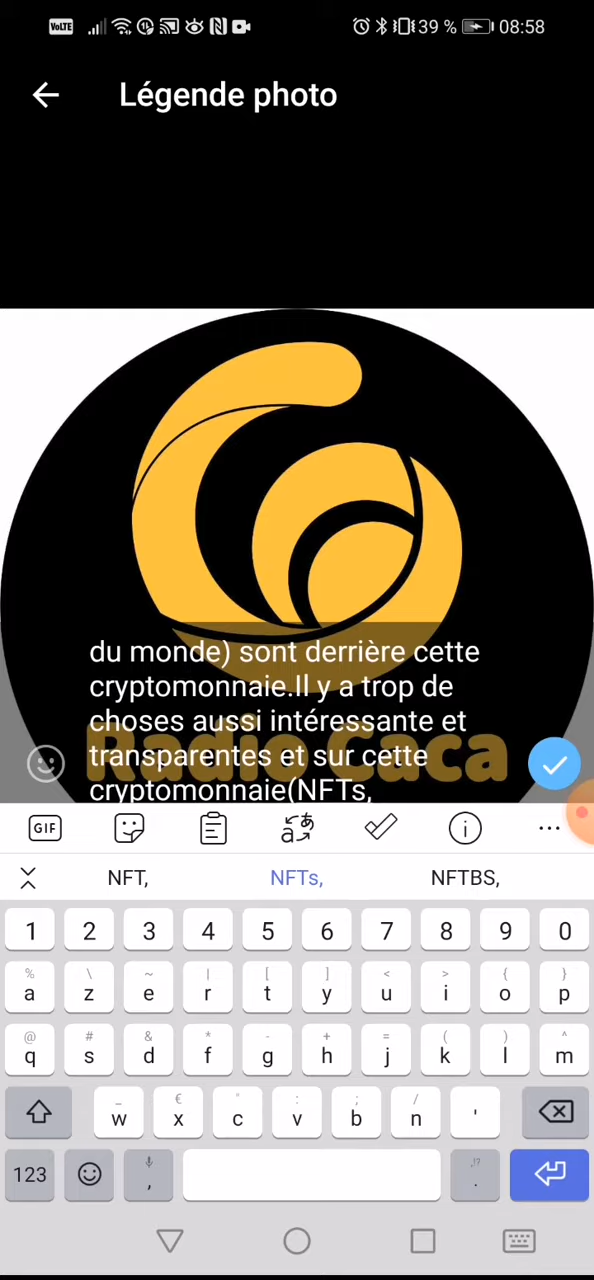 VoLTE 39 % 08:58
Légende photo
du monde) sont derrière cette
cryptomonnaie.Il y a trop de
choses aussi intéressante et
transparentes et sur cette
cryptomonnaie(NFTs,
Radio Caca
GIF
NFT, NFTs, NFTBS,
1 2 3 4 5 6 7 8 9 0
% \ ~ | [ ] < > { }
a z e r t y u i o p
@ # & * - + = ( ) ^
q s d f g h j k l m
_ € ° : ; /
w x c v b n '
,!?
123 , .